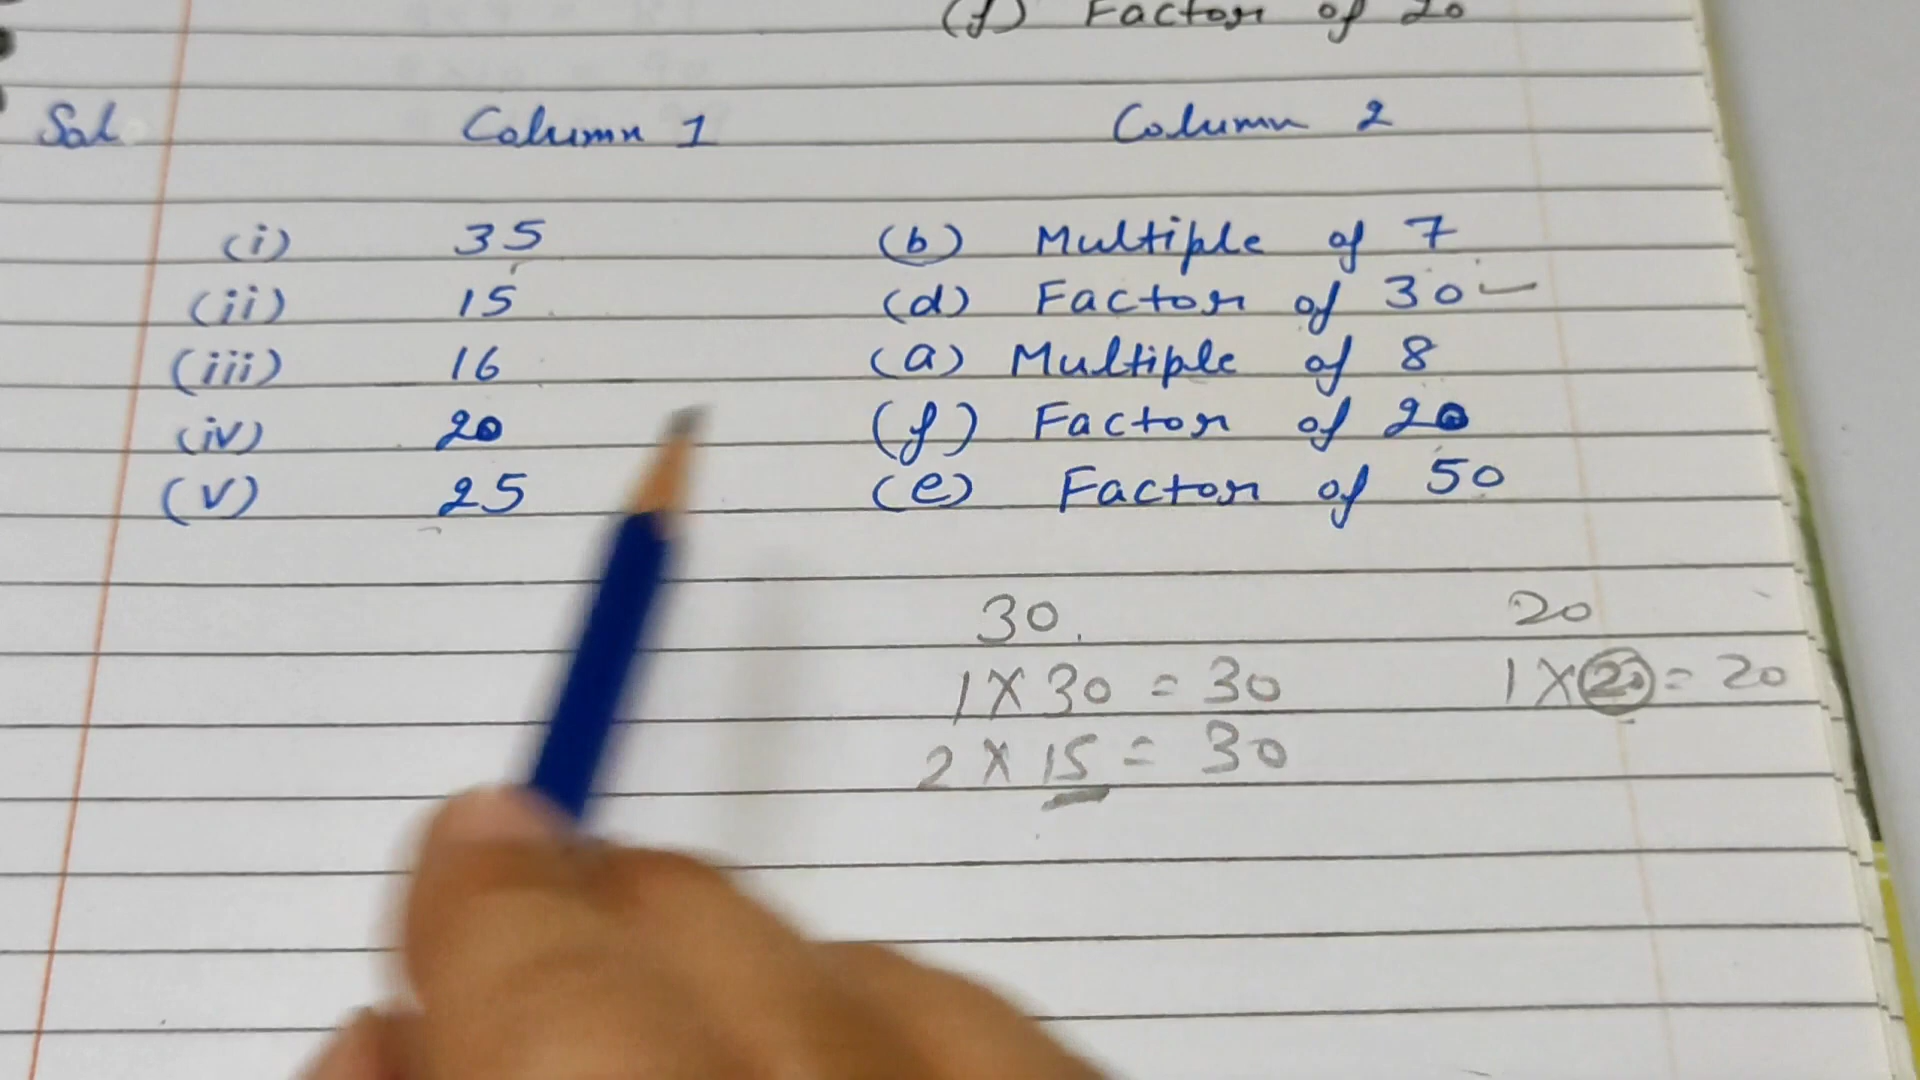 (f) Factor of 20
Sol Column 1 Column 2
(i) 35 (b) Multiple of 7
(ii) 15 (d) Factor of 30
(iii) 16 (a) Multiple of 8
(iv) 20 (f) Factor of 20
(v) 25 (e) Factor of 50
30 20
1 X 30 = 30 1 X 20 = 20
2 X 15 = 30